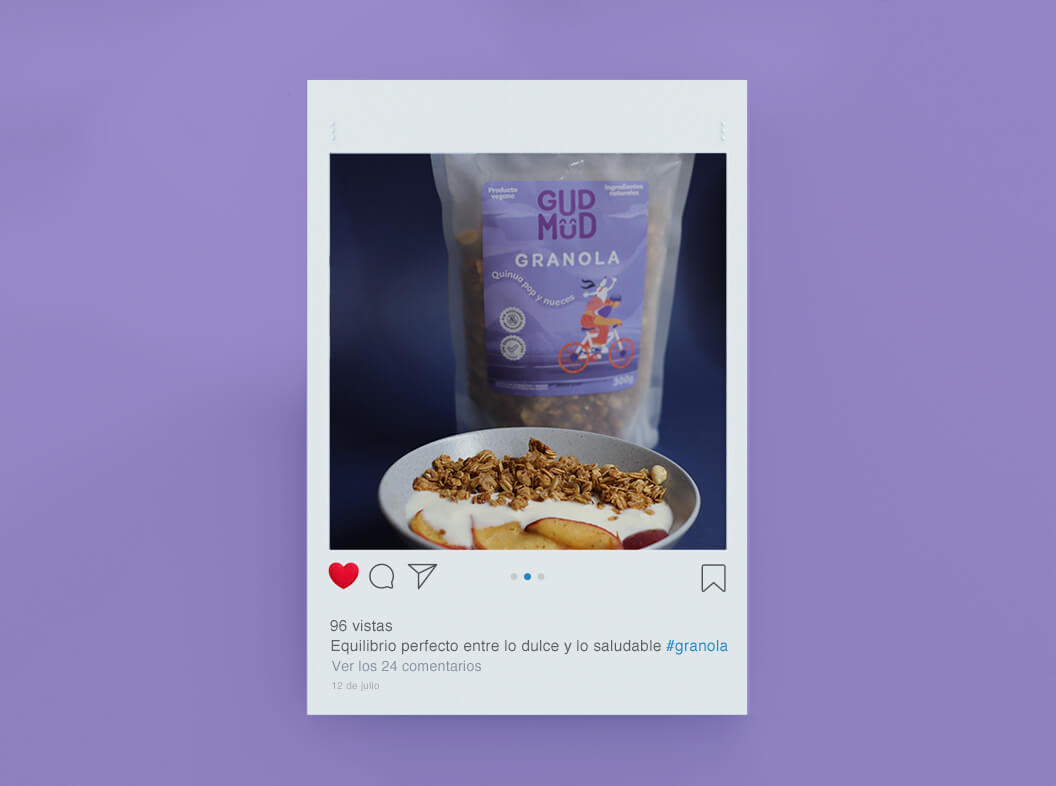 Producto
vegano
Ingredientes
naturales
GUD
MÜD
GRANOLA
Quinua pop y nueces
300g
96 vistas
Equilibrio perfecto entre lo dulce y lo saludable #granola
Ver los 24 comentarios
12 de julio